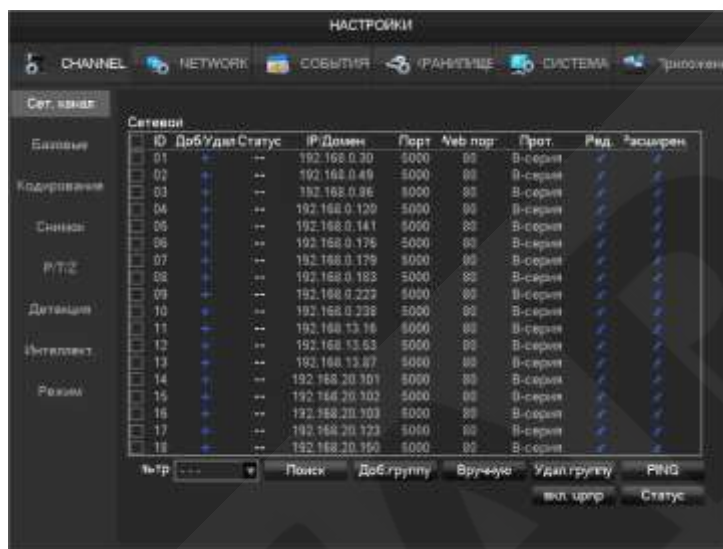 НАСТРОЙКИ
CHANNEL NETWORK СОБЫТИЯ ХРАНИЛИЩЕ СИСТЕМА Приложен
Сет. канал
Базовые
Кодирование
Снимок
P/T/Z
Детекция
Интеллект.
Режим
Сетевой
ID Доб/Удал Статус IP/Домен Порт Web пор Прот. Ред. Расширен.
01 + -- 192.168.0.30 5000 80 В-серия
02 + -- 192.168.0.49 5000 80 В-серия
03 + -- 192.168.0.86 5000 80 В-серия
04 + -- 192.168.0.120 5000 80 В-серия
05 + -- 192.168.0.141 5000 80 В-серия
06 + -- 192.168.0.176 5000 80 В-серия
07 + -- 192.168.0.179 5000 80 В-серия
08 + -- 192.168.0.183 5000 80 В-серия
09 + -- 192.168.0.223 5000 80 В-серия
10 + -- 192.168.0.238 5000 80 В-серия
11 + -- 192.168.13.16 5000 80 В-серия
12 + -- 192.168.13.63 5000 80 В-серия
13 + -- 192.168.13.87 5000 80 В-серия
14 + -- 192.168.20.101 5000 80 В-серия
15 + -- 192.168.20.102 5000 80 В-серия
16 + -- 192.168.20.103 5000 80 В-серия
17 + -- 192.168.20.123 5000 80 В-серия
18 + -- 192.168.20.150 5000 80 В-серия
--- Поиск Доб.группу Вручную Удал.группу PING
вкл. Статус